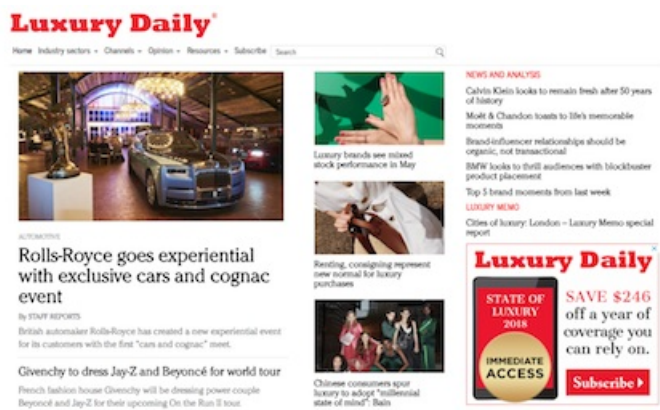 Luxury Daily®
Home Industry sectors Channels Opinion Resources Subscribe Search
AUTOMOTIVE
Rolls-Royce goes experiential
with exclusive cars and cognac
event
By STAFF REPORTS
British automaker Rolls-Royce has created a new experiential event
for its customers with the first "cars and cognac" meet.
Givenchy to dress Jay-Z and Beyoncé for world tour
French fashion house Givenchy will be dressing power couple
Beyoncé and Jay-Z for their upcoming On the Run II tour.
Luxury brands see mixed
stock performance in May
Renting, consigning represent
new normal for luxury
purchases
Chinese consumers spur
luxury to adopt "millennial
state of mind": Bain
NEWS AND ANALYSIS
Calvin Klein looks to remain fresh after 50 years
of history
Moët & Chandon toasts to life's memorable
moments
Brand-influencer relationships should be
organic, not transactional
BMW looks to thrill audiences with blockbuster
product placement
Top 5 brand moments from last week
LUXURY MEMO
Cities of luxury: London – Luxury Memo special
report
Luxury Daily
STATE OF
LUXURY
2018
IMMEDIATE
ACCESS
SAVE $246
off a year of
coverage you
can rely on.
Subscribe